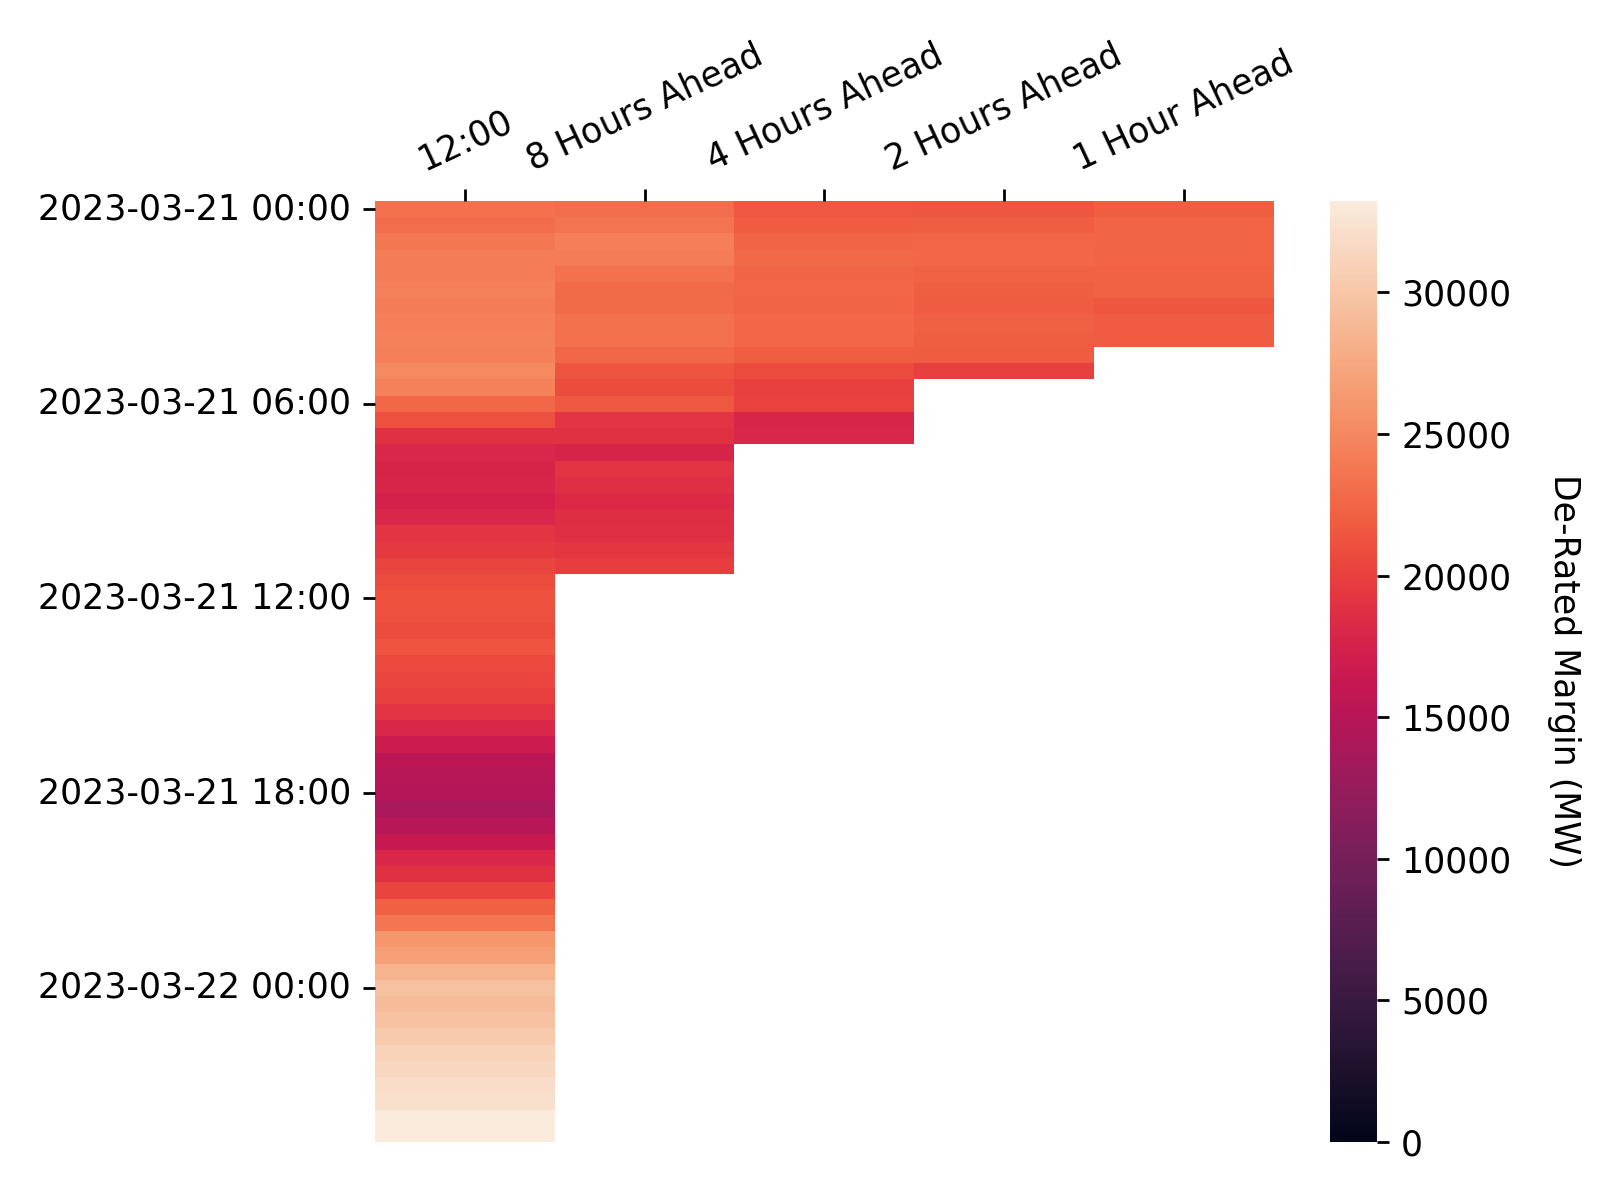 12:00
8 Hours Ahead
4 Hours Ahead
2 Hours Ahead
1 Hour Ahead
2023-03-21 00:00
2023-03-21 06:00
2023-03-21 12:00
2023-03-21 18:00
2023-03-22 00:00
30000
25000
20000
15000
10000
5000
0
De-Rated Margin (MW)